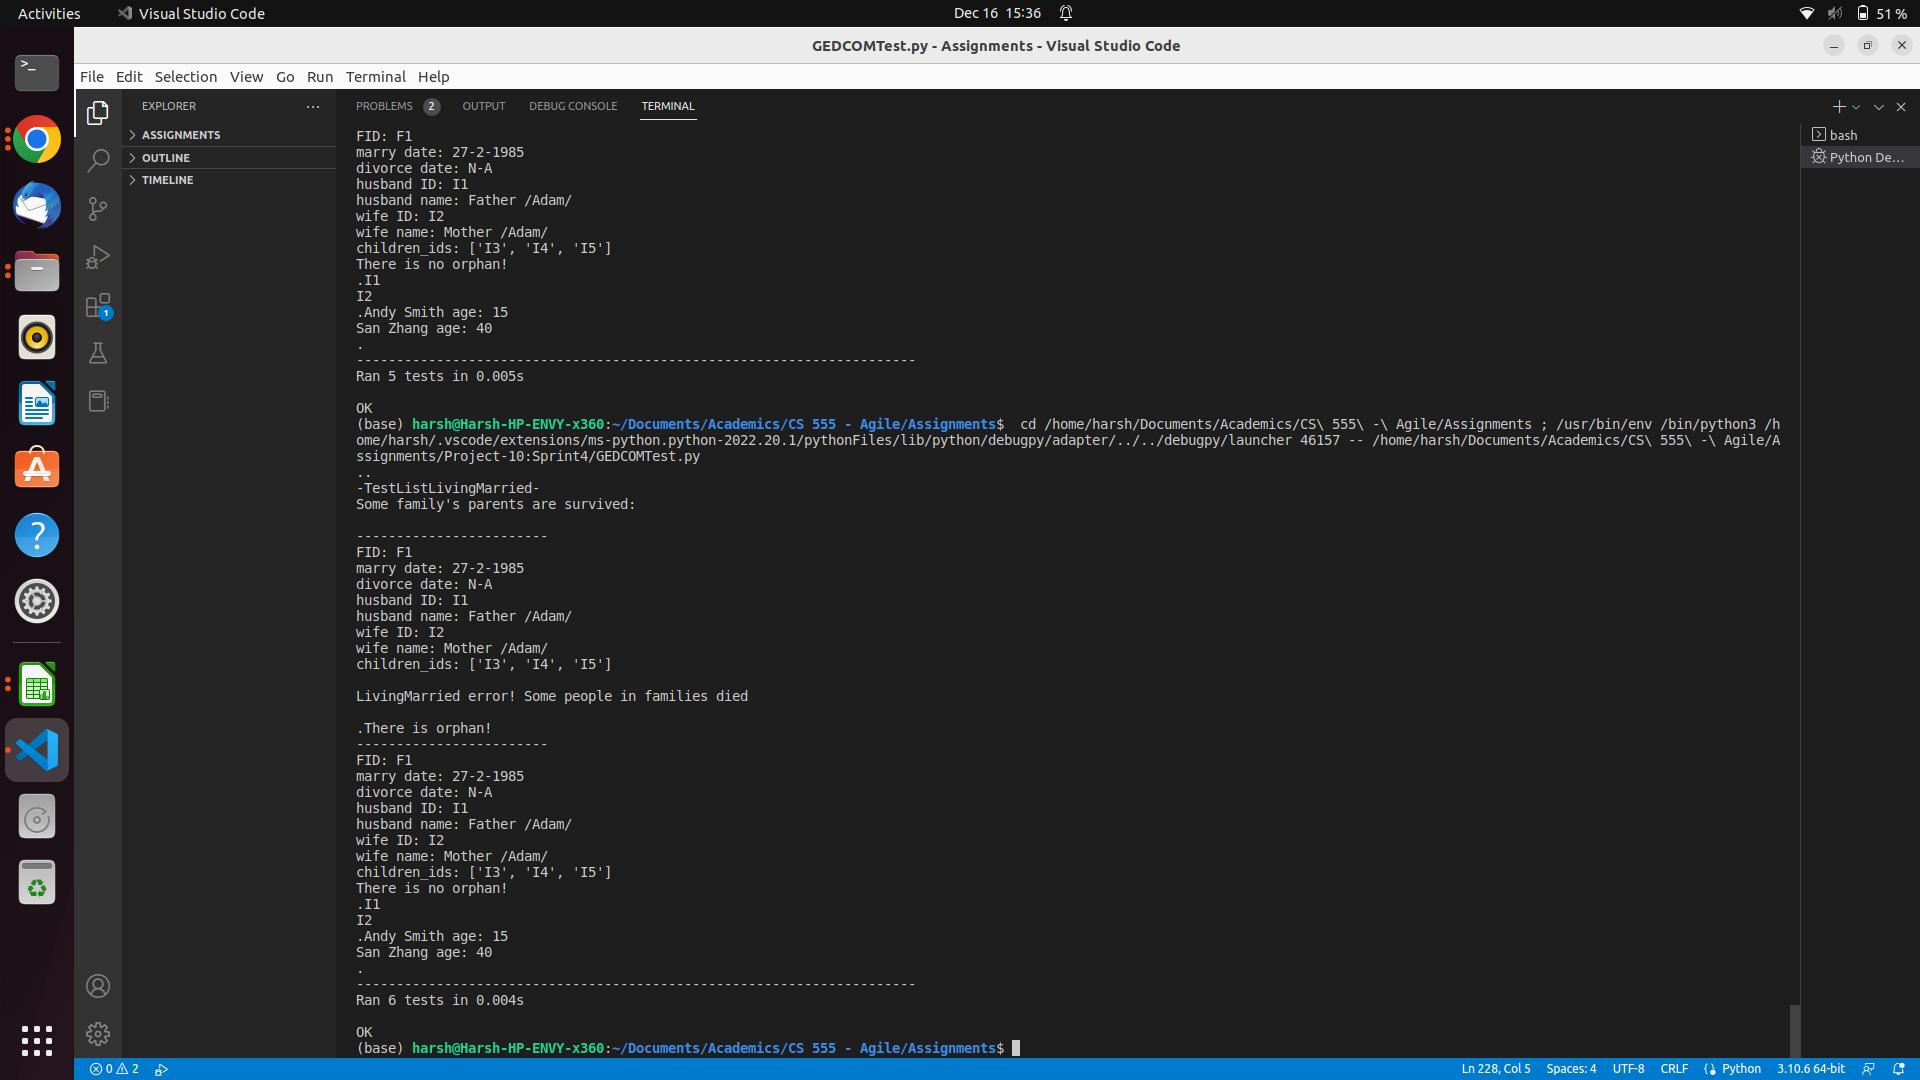 Activities
Visual Studio Code
Dec 16 15:36
51 %
GEDCOMTest.py - Assignments - Visual Studio Code
File Edit Selection View Go Run Terminal Help
EXPLORER
ASSIGNMENTS
OUTLINE
TIMELINE
1
PROBLEMS 2 OUTPUT DEBUG CONSOLE TERMINAL
bash
Python De...
FID: F1
marry date: 27-2-1985
divorce date: N-A
husband ID: I1
husband name: Father /Adam/
wife ID: I2
wife name: Mother /Adam/
children_ids: ['I3', 'I4', 'I5']
There is no orphan!
.I1
I2
.Andy Smith age: 15
San Zhang age: 40
.
----------------------------------------------------------------------
Ran 5 tests in 0.005s
OK
(base) harsh@Harsh-HP-ENVY-x360:~/Documents/Academics/CS 555 - Agile/Assignments$  cd /home/harsh/Documents/Academics/CS\ 555\ -\ Agile/Assignments ; /usr/bin/env /bin/python3 /h
ome/harsh/.vscode/extensions/ms-python.python-2022.20.1/pythonFiles/lib/python/debugpy/adapter/../../debugpy/launcher 46157 -- /home/harsh/Documents/Academics/CS\ 555\ -\ Agile/A
ssignments/Project-10:Sprint4/GEDCOMTest.py
..
-TestListLivingMarried-
Some family's parents are survived:
------------------------
FID: F1
marry date: 27-2-1985
divorce date: N-A
husband ID: I1
husband name: Father /Adam/
wife ID: I2
wife name: Mother /Adam/
children_ids: ['I3', 'I4', 'I5']
LivingMarried error! Some people in families died
.There is orphan!
------------------------
FID: F1
marry date: 27-2-1985
divorce date: N-A
husband ID: I1
husband name: Father /Adam/
wife ID: I2
wife name: Mother /Adam/
children_ids: ['I3', 'I4', 'I5']
There is no orphan!
.I1
I2
.Andy Smith age: 15
San Zhang age: 40
.
----------------------------------------------------------------------
Ran 6 tests in 0.004s
OK
(base) harsh@Harsh-HP-ENVY-x360:~/Documents/Academics/CS 555 - Agile/Assignments$
0 2
Ln 228, Col 5 Spaces: 4 UTF-8 CRLF Python 3.10.6 64-bit